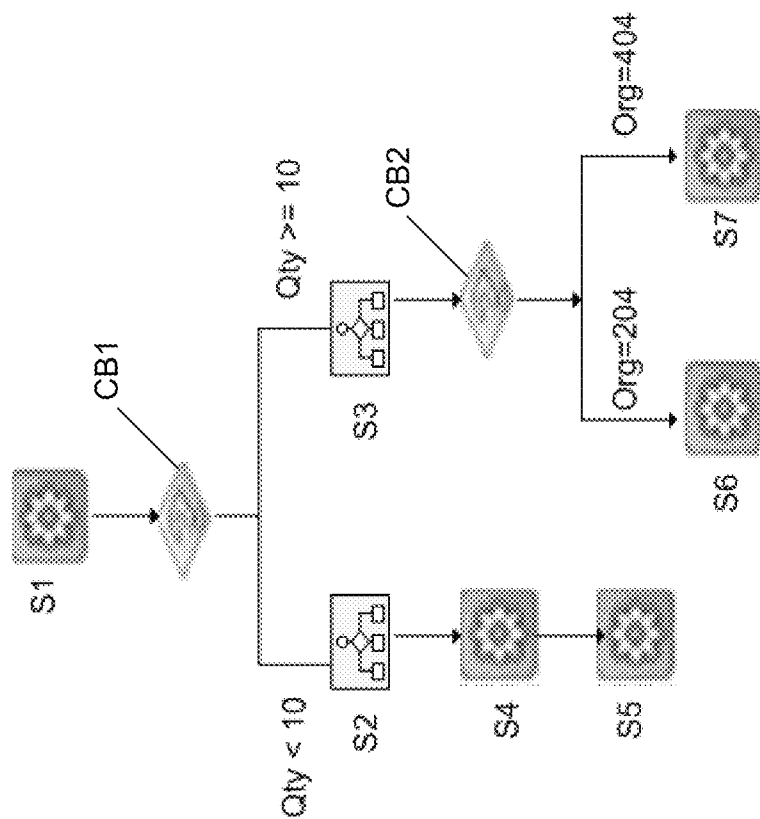 S1
CB1
Qty < 10
Qty >= 10
S2
S3
CB2
S4
S5
Org=204
Org=404
S6
S7